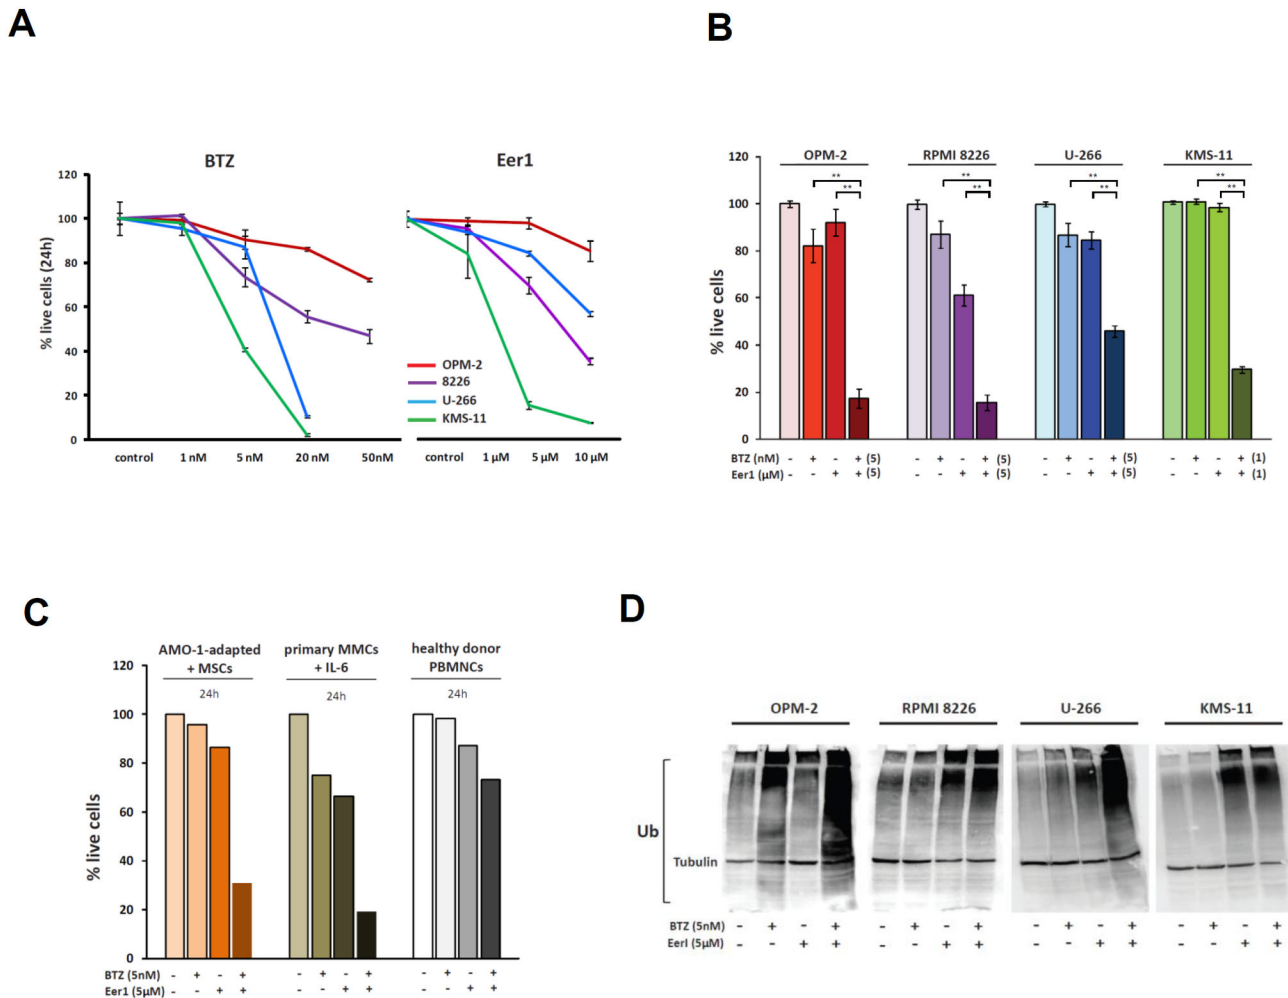 A
BTZ
Eer1
% live cells (24h)
120
100
80
60
40
20
0
OPM-2
8226
U-266
KMS-11
control 1 nM 5 nM 20 nM 50nM
control 1 µM 5 µM 10 µM
B
OPM-2 RPMI 8226 U-266 KMS-11
% live cells
120
100
80
60
40
20
0
** ** ** **
** ** ** **
BTZ (nM) - + - + (5) - + - + (5) - + - + (5) - + - + (1)
Eer1 (µM) - - + + (5) - - + + (5) - - + + (5) - - + + (1)
C
AMO-1-adapted + MSCs
primary MMCs + IL-6
healthy donor PBMNCs
24h 24h 24h
% live cells
120
100
80
60
40
20
0
BTZ (5nM) - + - + - + - + - + - +
Eer1 (5µM) - - + + - - + + - - + +
D
OPM-2 RPMI 8226 U-266 KMS-11
Ub
Tubulin
BTZ (5nM) - + - + - + - + - + - + - + - +
EerI (5µM) - - + + - - + + - - + + - - + +